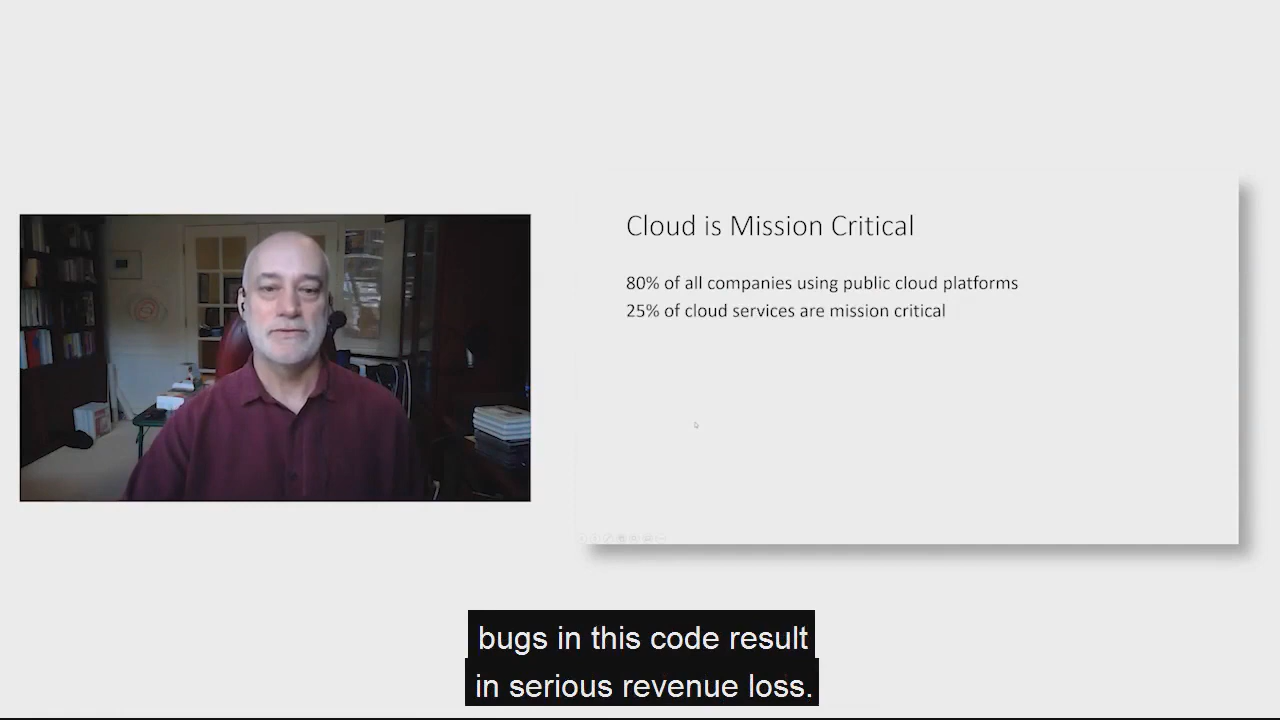 Cloud is Mission Critical
80% of all companies using public cloud platforms
25% of cloud services are mission critical
bugs in this code result
in serious revenue loss.